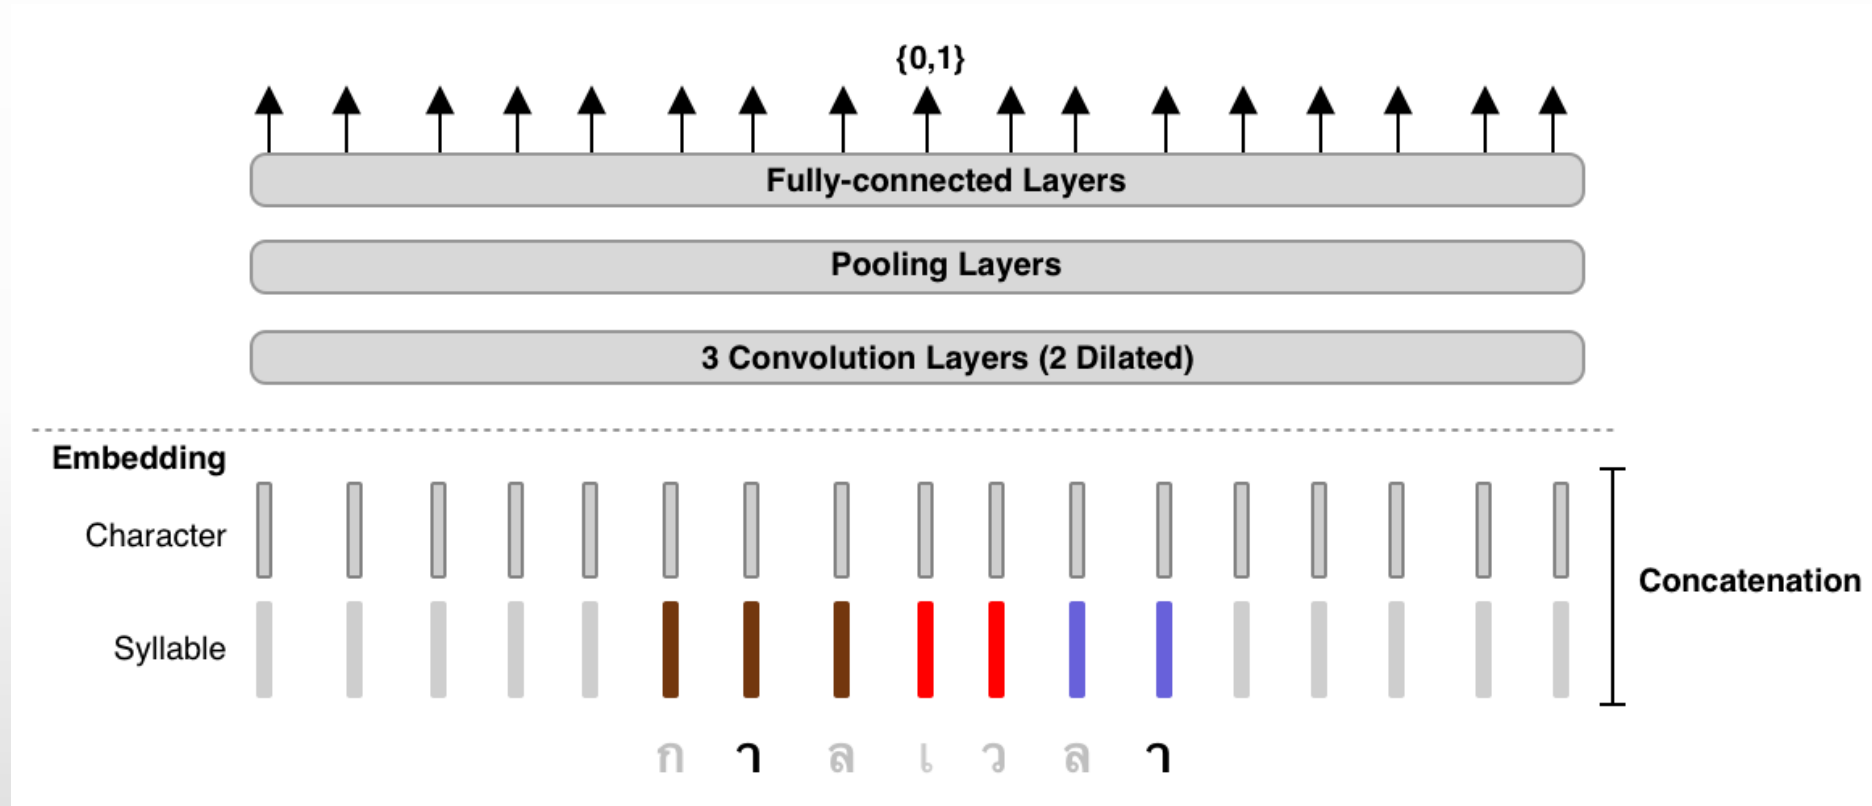 {0,1}
Fully-connected Layers
Pooling Layers
3 Convolution Layers (2 Dilated)
Embedding
Character
Concatenation
Syllable
ก า ล เ ว ล า